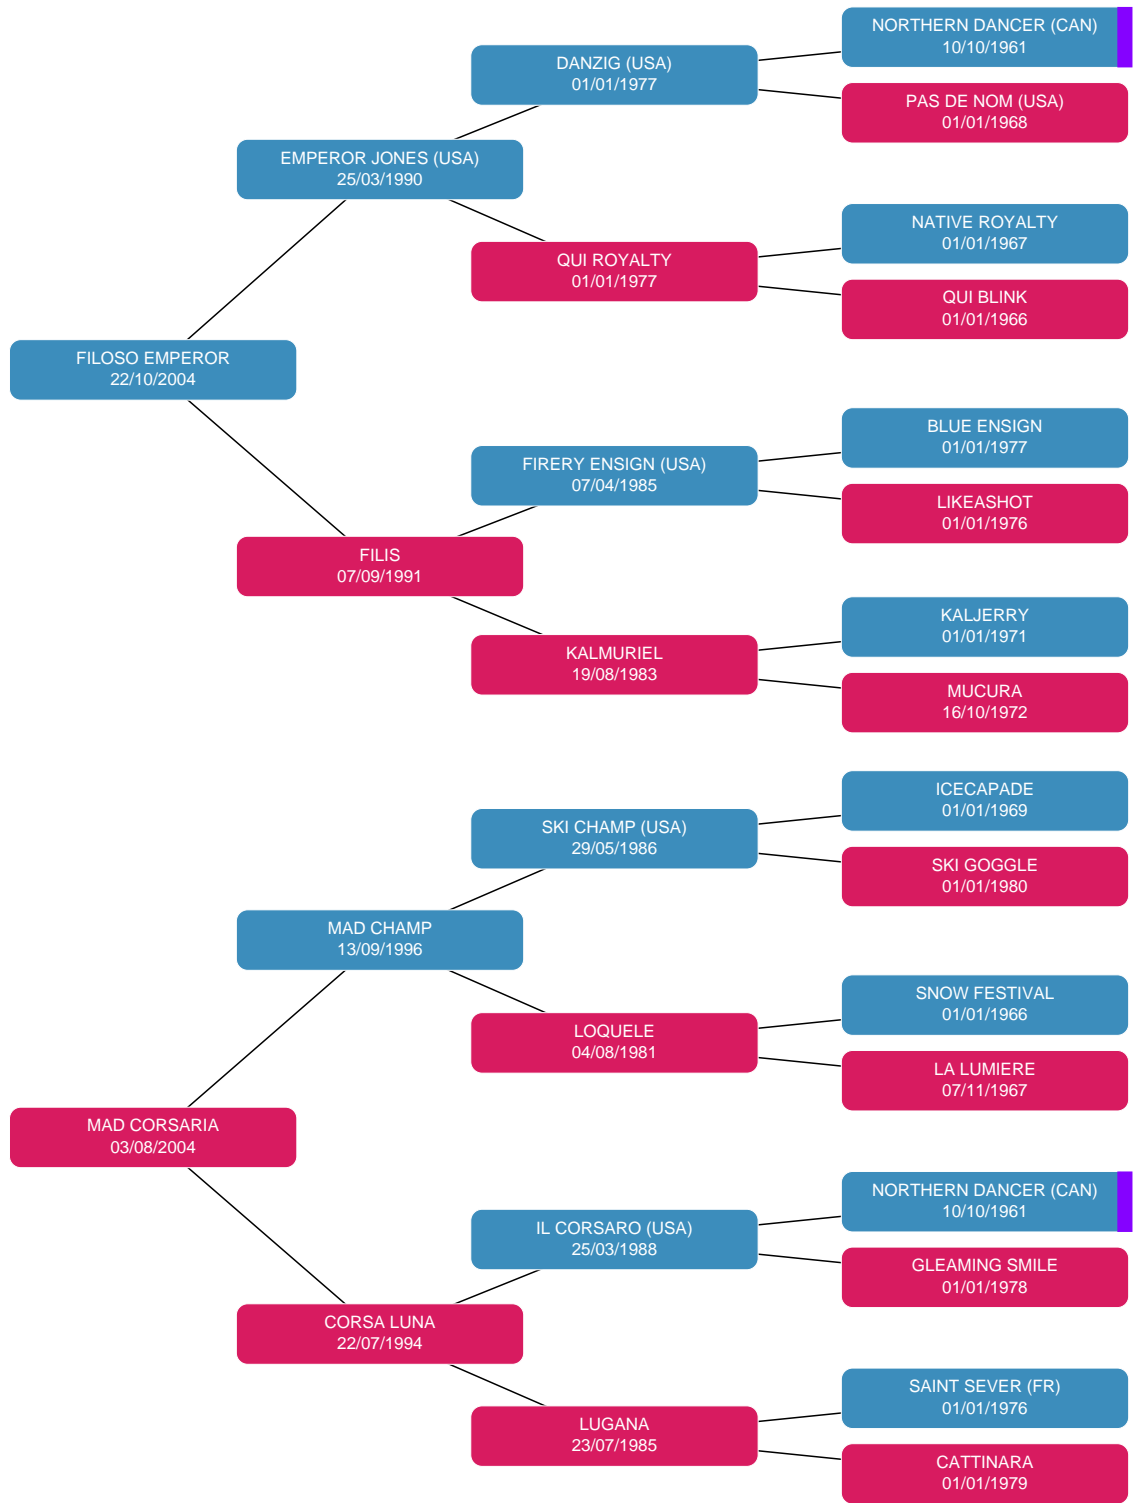 NORTHERN DANCER (CAN)
10/10/1961
DANZIG (USA)
01/01/1977
PAS DE NOM (USA)
01/01/1968
EMPEROR JONES (USA)
25/03/1990
NATIVE ROYALTY
01/01/1967
QUI ROYALTY
01/01/1977
QUI BLINK
01/01/1966
FILOSO EMPEROR
22/10/2004
BLUE ENSIGN
01/01/1977
FIRERY ENSIGN (USA)
07/04/1985
LIKEASHOT
01/01/1976
FILIS
07/09/1991
KALJERRY
01/01/1971
KALMURIEL
19/08/1983
MUCURA
16/10/1972
ICECAPADE
01/01/1969
SKI CHAMP (USA)
29/05/1986
SKI GOGGLE
01/01/1980
MAD CHAMP
13/09/1996
SNOW FESTIVAL
01/01/1966
LOQUELE
04/08/1981
LA LUMIERE
07/11/1967
MAD CORSARIA
03/08/2004
NORTHERN DANCER (CAN)
10/10/1961
IL CORSARO (USA)
25/03/1988
GLEAMING SMILE
01/01/1978
CORSA LUNA
22/07/1994
SAINT SEVER (FR)
01/01/1976
LUGANA
23/07/1985
CATTINARA
01/01/1979